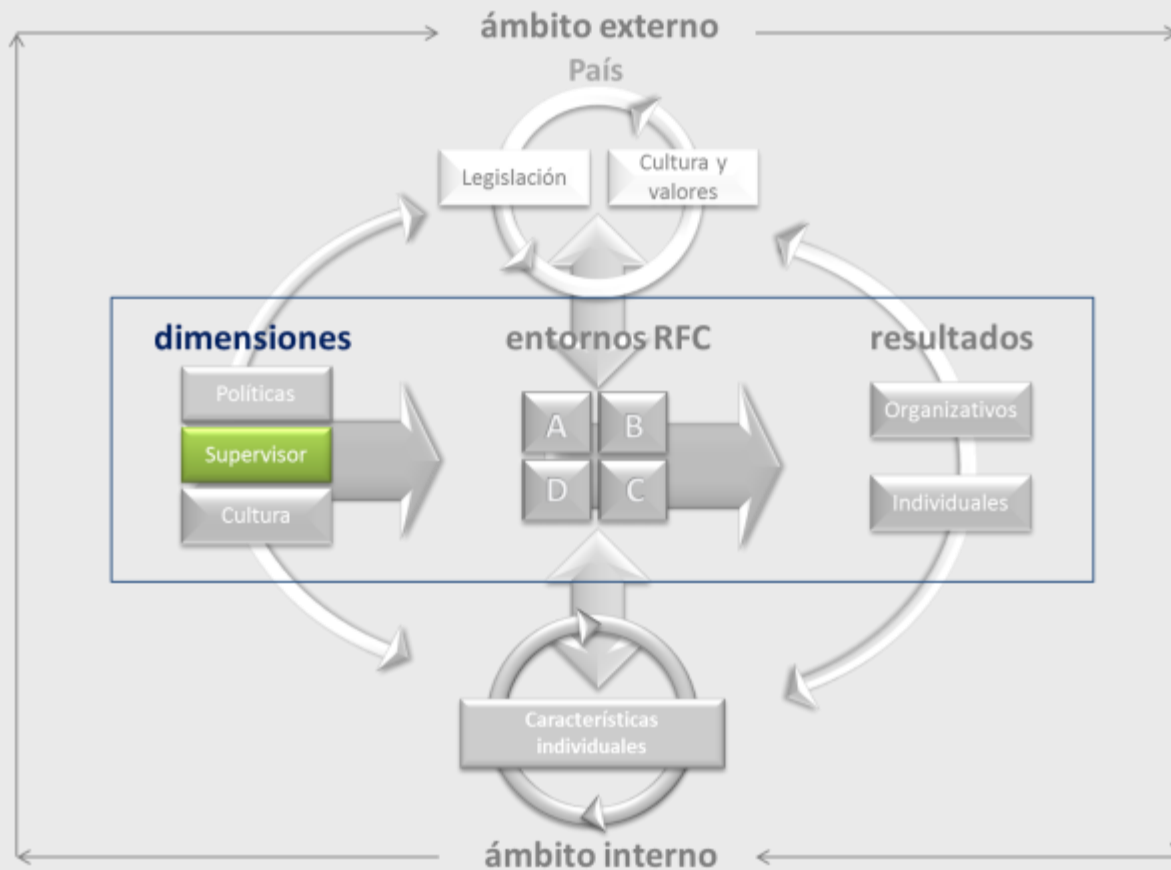 ámbito externo
País
Legislación
Cultura y
valores
dimensiones
entornos RFC
resultados
Políticas
Supervisor
Cultura
A
B
D
C
Organizativos
Individuales
Características
individuales
ámbito interno